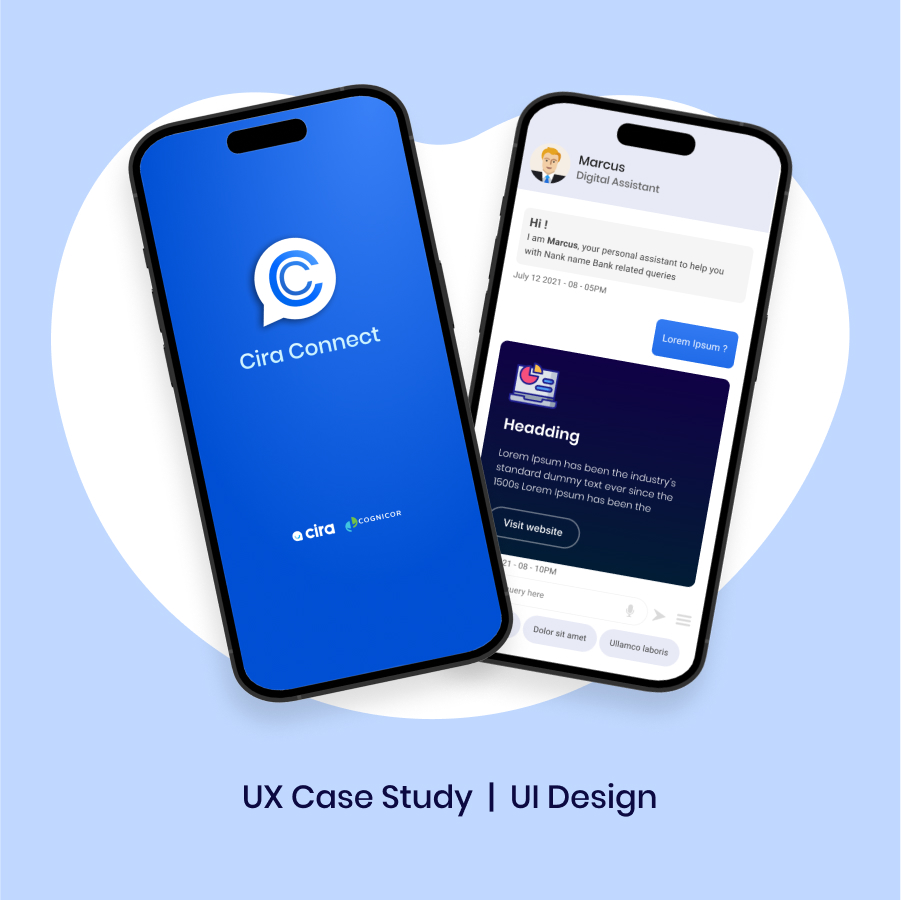 Cira Connect
cira COGNICOR
Marcus
Digital Assistant
Hi !
I am Marcus, your personal assistant to help you
with Nank name Bank related queries
July 12 2021 - 08 - 05PM
Lorem Ipsum ?
Headding
Lorem Ipsum has been the industry's
standard dummy text ever since the
1500s Lorem Ipsum has been the
Visit website
21 - 08 - 10PM
query here
Dolor sit amet
Ullamco laboris
UX Case Study | UI Design